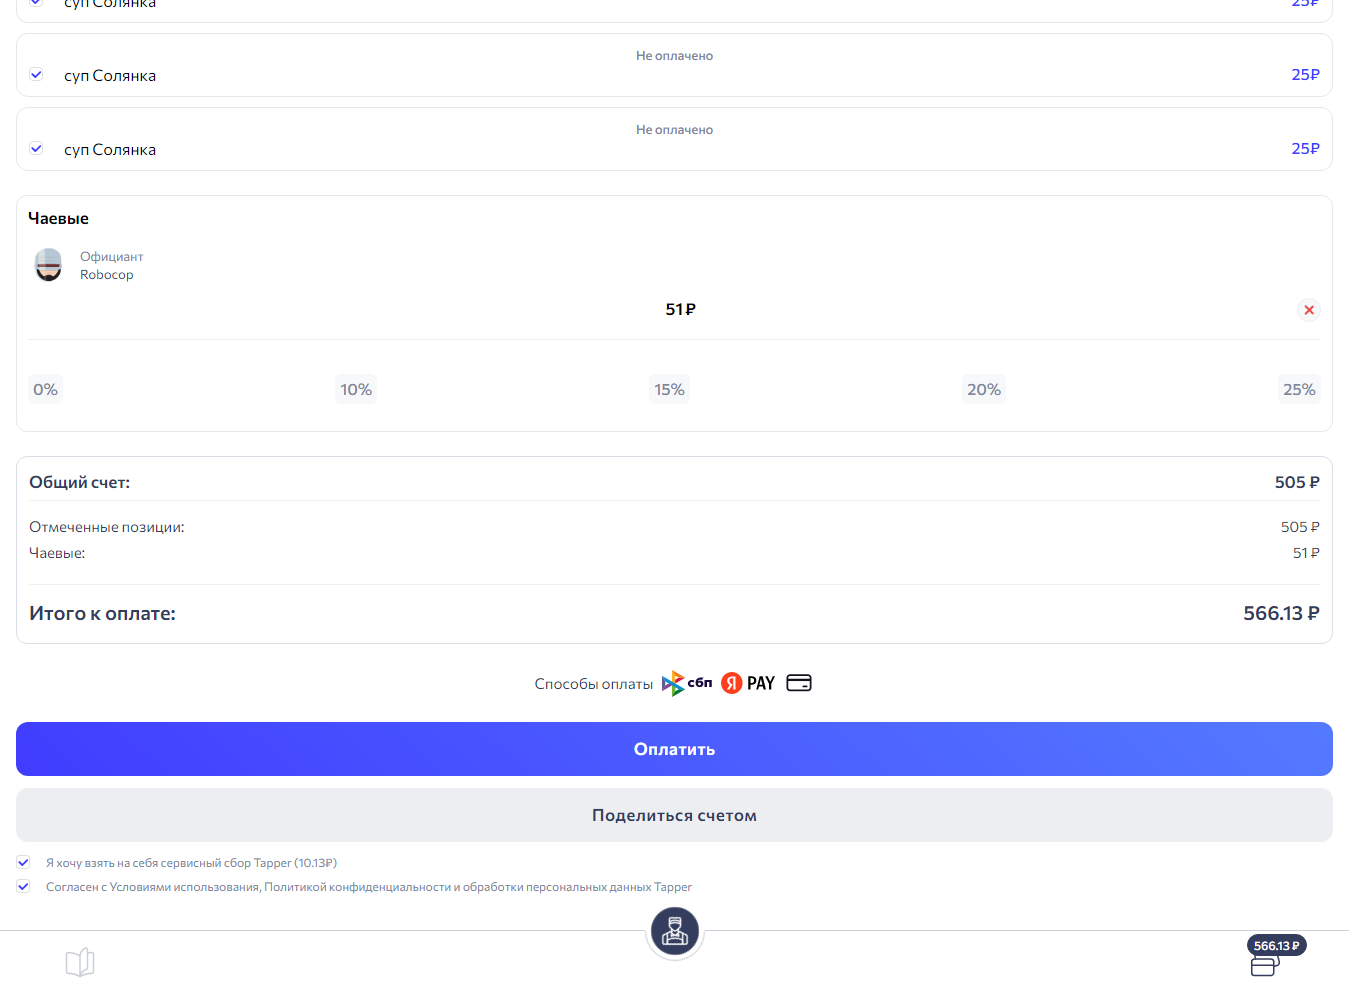 суп Солянка 25₽
Не оплачено
суп Солянка 25₽
Не оплачено
суп Солянка 25₽
Чаевые
Официант
Robocop
51 ₽
0% 10% 15% 20% 25%
Общий счет: 505 ₽
Отмеченные позиции: 505 ₽
Чаевые: 51 ₽
Итого к оплате: 566.13 ₽
Способы оплаты сбп Я PAY
Оплатить
Поделиться счетом
Я хочу взять на себя сервисный сбор Tapper (10.13₽)
Согласен с Условиями использования, Политикой конфиденциальности и обработки персональных данных Tapper
566.13 ₽